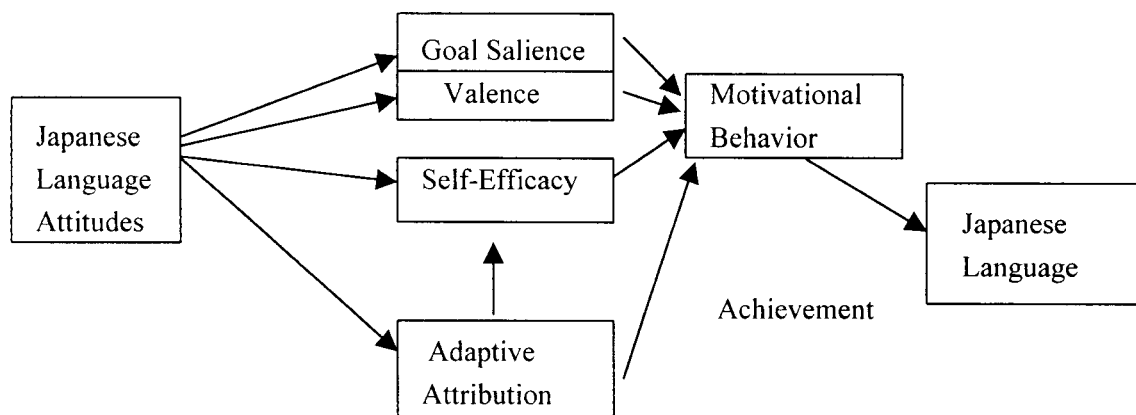 Goal Salience
Valence
Motivational
Behavior
Japanese
Language
Attitudes
Self-Efficacy
Japanese
Language
Achievement
Adaptive
Attribution